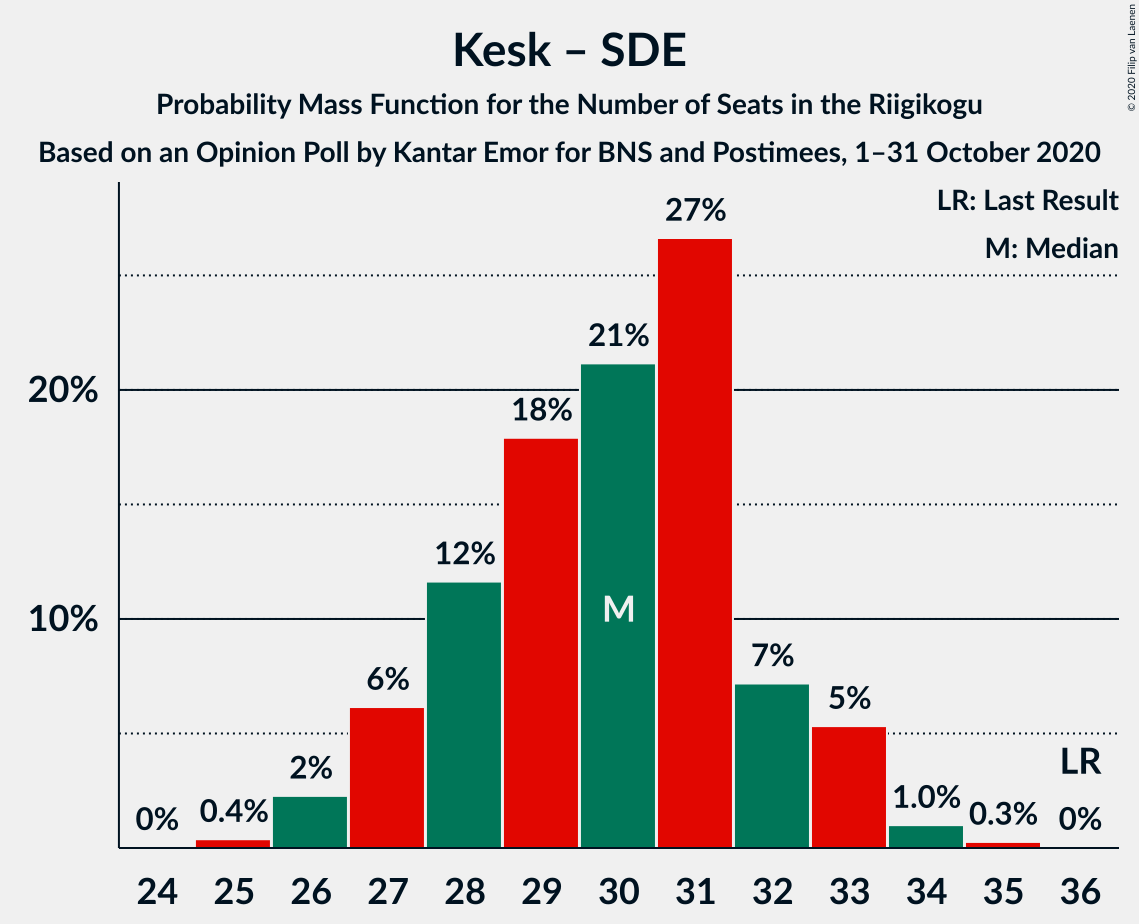 © 2020 Filip van Laenen
Kesk – SDE
Probability Mass Function for the Number of Seats in the Riigikogu
Based on an Opinion Poll by Kantar Emor for BNS and Postimees, 1–31 October 2020
LR: Last Result
M: Median
20%
10%
0%
0.4%
2%
6%
12%
18%
21%
27%
7%
5%
1.0%
0.3%
0%
LR
M
24 25 26 27 28 29 30 31 32 33 34 35 36